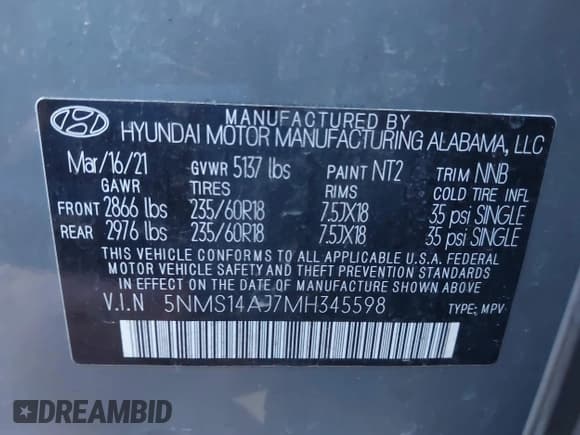 MANUFACTURED BY
HYUNDAI MOTOR MANUFACTURING ALABAMA, LLC
Mar/16/21 GVWR 5137 lbs PAINT NT2 TRIM NNB
GAWR TIRES RIMS COLD TIRE INFL
FRONT 2866 lbs 235/60R18 7.5JX18 35 psi SINGLE
REAR 2976 lbs 235/60R18 7.5JX18 35 psi SINGLE
THIS VEHICLE CONFORMS TO ALL APPLICABLE U.S.A. FEDERAL
MOTOR VEHICLE SAFETY AND THEFT PREVENTION STANDARDS
IN EFFECT ON THE DATE OF MANUFACTURE SHOWN ABOVE
V.I.N 5NMS14AJ7MH345598 TYPE: MPV
DREAMBID